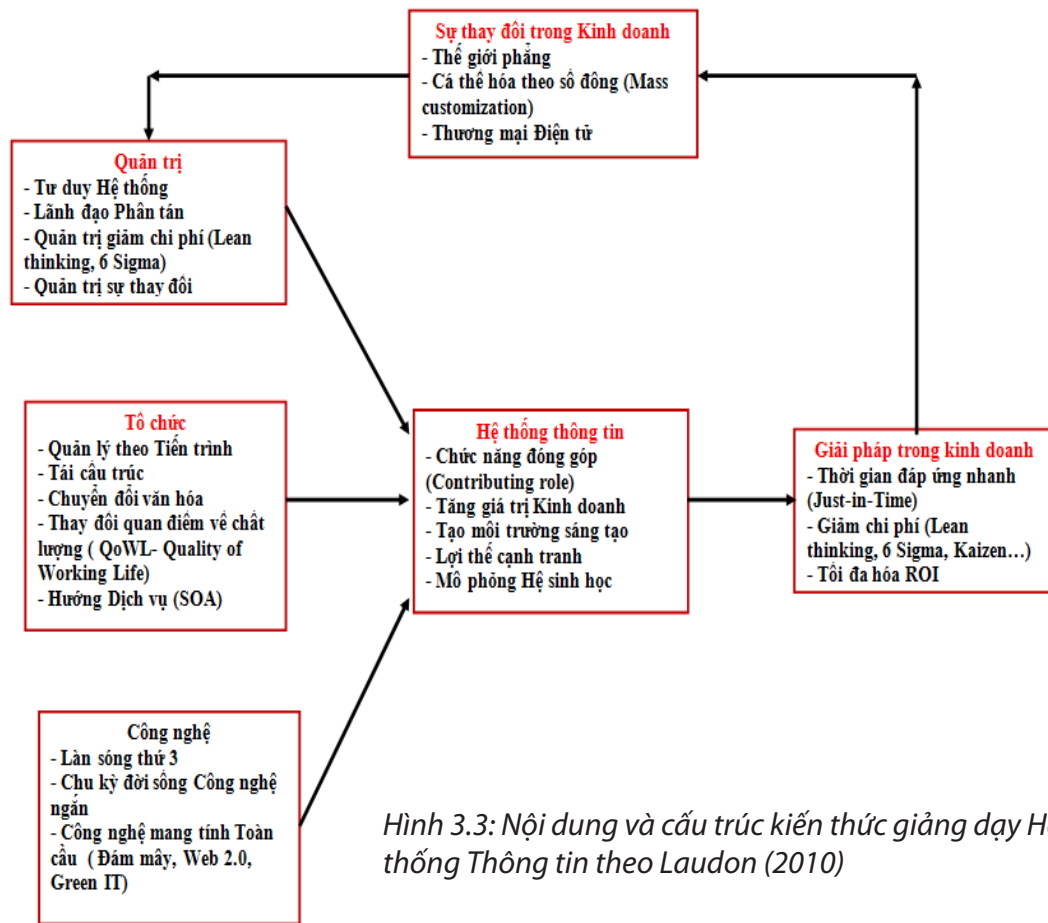 Sự thay đổi trong Kinh doanh
- Thế giới phẳng
- Cá thể hóa theo số đông (Mass
customization)
- Thương mại Điện tử
Quản trị
- Tư duy Hệ thống
- Lãnh đạo Phân tán
- Quản trị giảm chi phí (Lean
thinking, 6 Sigma)
- Quản trị sự thay đổi
Tổ chức
- Quản lý theo Tiến trình
- Tái cấu trúc
- Chuyển đổi văn hóa
- Thay đổi quan điểm về chất
lượng ( QoWL- Quality of
Working Life)
- Hướng Dịch vụ (SOA)
Hệ thống thông tin
- Chức năng đóng góp
(Contributing role)
- Tăng giá trị Kinh doanh
- Tạo môi trường sáng tạo
- Lợi thế cạnh tranh
- Mô phỏng Hệ sinh học
Giải pháp trong kinh doanh
- Thời gian đáp ứng nhanh
(Just-in-Time)
- Giảm chi phí (Lean
thinking, 6 Sigma, Kaizen…)
- Tối đa hóa ROI
Công nghệ
- Làn sóng thứ 3
- Chu kỳ đời sống Công nghệ
ngắn
- Công nghệ mang tính Toàn
cầu ( Đám mây, Web 2.0,
Green IT)
Hình 3.3: Nội dung và cấu trúc kiến thức giảng dạy
thống Thông tin theo Laudon (2010)